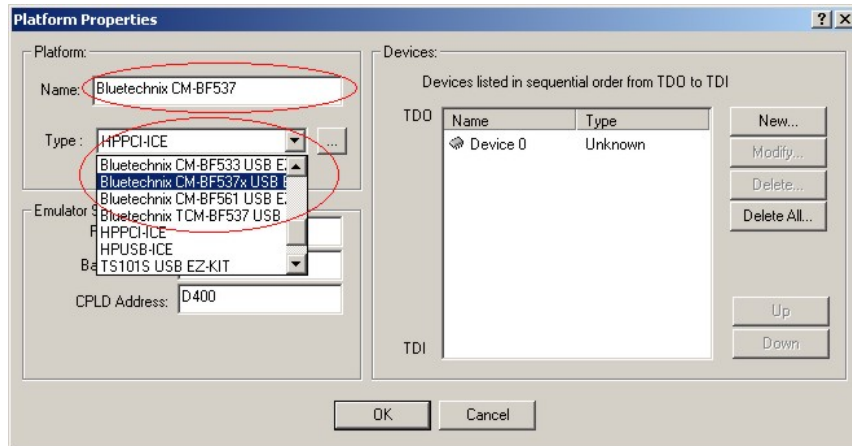 Platform Properties
Platform:
Name: Bluetechnix CM-BF537
Type : HPPCI-ICE ...
Bluetechnix CM-BF533 USB E
Bluetechnix CM-BF537x USB E
Bluetechnix CM-BF561 USB E
Bluetechnix TCM-BF537 USB
HPPCI-ICE
HPUSB-ICE
TS101S USB EZ-KIT
Emulator S
Ba
CPLD Address: D400
Devices:
Devices listed in sequential order from TDO to TDI
TDO
Name Type
Device 0 Unknown
TDI
New...
Modify...
Delete...
Delete All...
Up
Down
OK Cancel